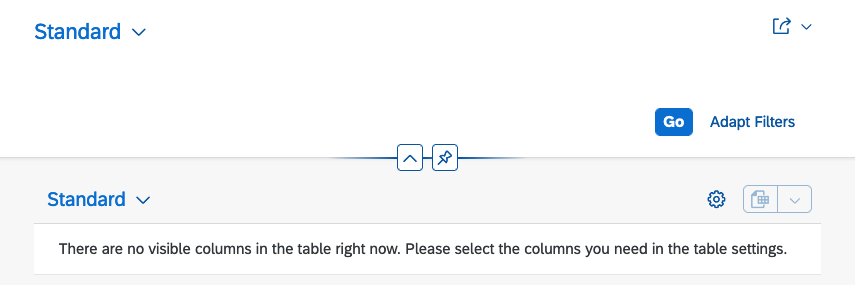 Standard
Go Adapt Filters
Standard
There are no visible columns in the table right now. Please select the columns you need in the table settings.